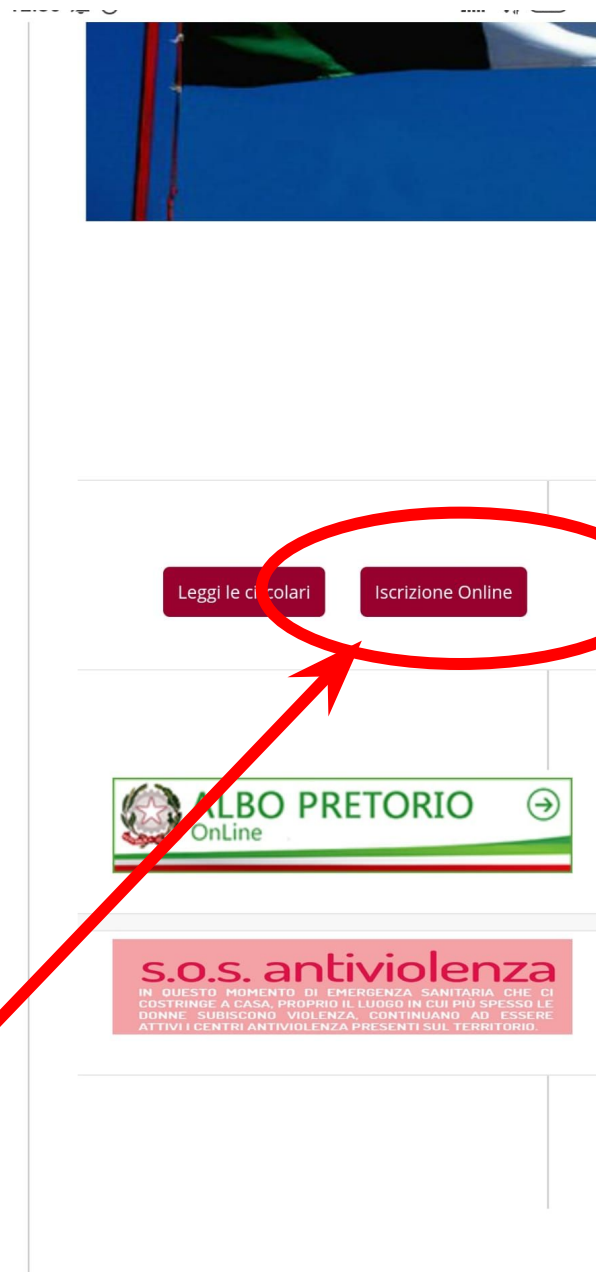 Leggi le circolari
Iscrizione Online
ALBO PRETORIO
OnLine
s.o.s. antiviolenza
IN QUESTO MOMENTO DI EMERGENZA SANITARIA CHE CI
COSTRINGE A CASA, PROPRIO IL LUOGO IN CUI PIÙ SPESSO LE
DONNE SUBISCONO VIOLENZA, CONTINUANO AD ESSERE
ATTIVI I CENTRI ANTIVIOLENZA PRESENTI SUL TERRITORIO.